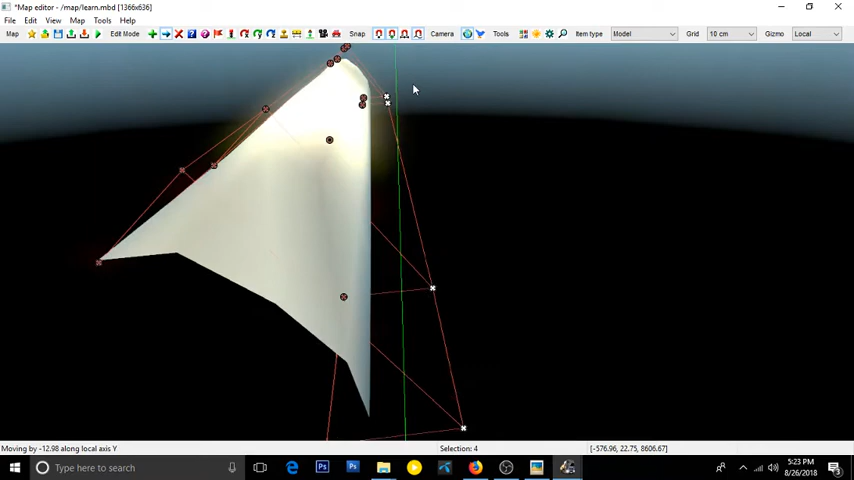 *Map editor - /map/learn.mbd [1366x636]
File Edit View Map Tools Help
Map Edit Mode Snap Camera Tools Item type Model Grid 10 cm Gizmo Local
Moving by -12.98 along local axis Y Selection: 4 [-576.96, 22.75, 8606.67]
Type here to search 5:23 PM
8/26/2018